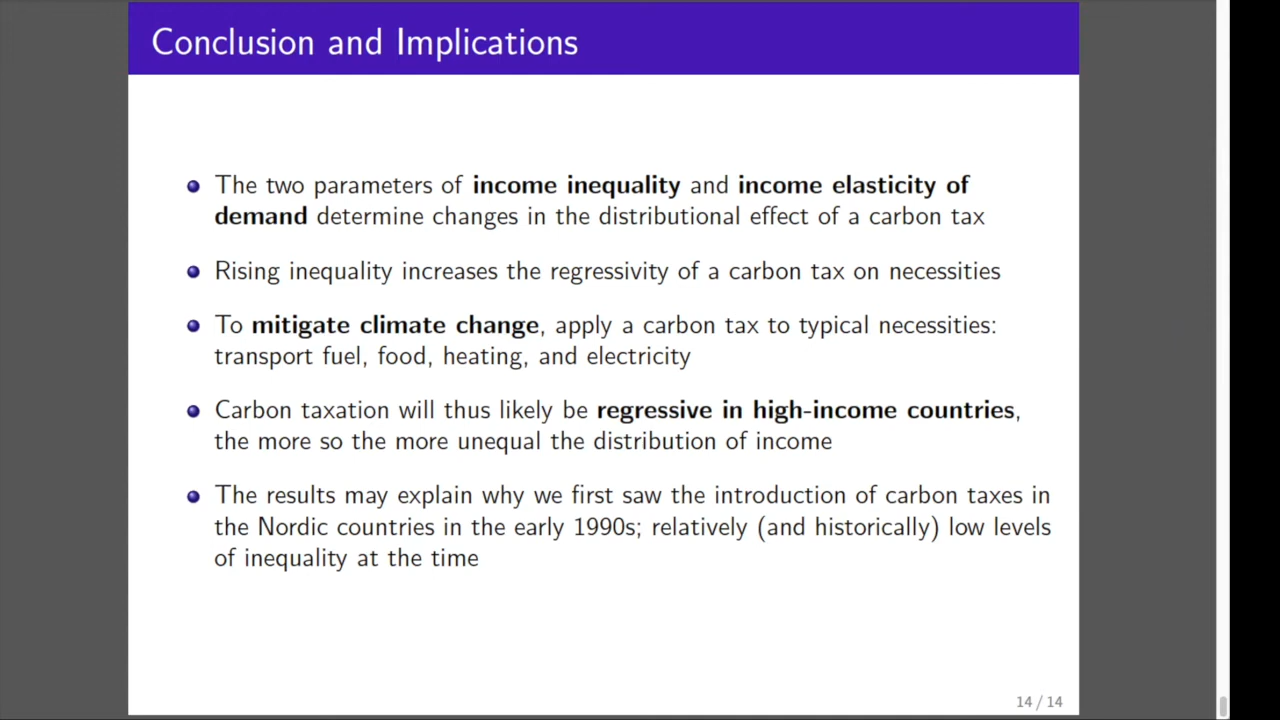 Conclusion and Implications
The two parameters of income inequality and income elasticity of
demand determine changes in the distributional effect of a carbon tax
Rising inequality increases the regressivity of a carbon tax on necessities
To mitigate climate change, apply a carbon tax to typical necessities:
transport fuel, food, heating, and electricity
Carbon taxation will thus likely be regressive in high-income countries,
the more so the more unequal the distribution of income
The results may explain why we first saw the introduction of carbon taxes in
the Nordic countries in the early 1990s; relatively (and historically) low levels
of inequality at the time
14 / 14